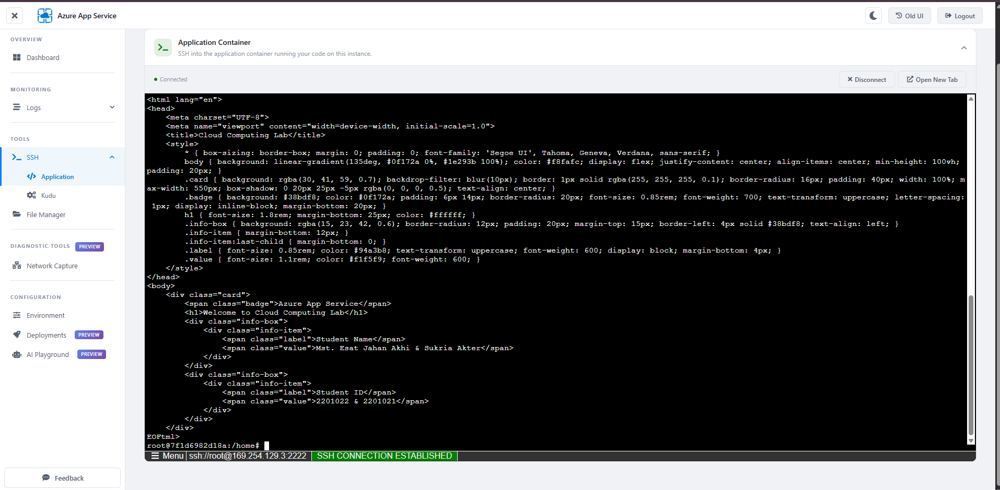 Azure App Service
Old UI
Logout
OVERVIEW
Dashboard
MONITORING
Logs
TOOLS
SSH
Application
Kudu
File Manager
DIAGNOSTIC TOOLS PREVIEW
Network Capture
CONFIGURATION
Environment
Deployments PREVIEW
AI Playground PREVIEW
Feedback
Application Container
SSH into the application container running your code on this instance.
Connected
Disconnect
Open New Tab
<html lang="en">
<head>
    <meta charset="UTF-8">
    <meta name="viewport" content="width=device-width, initial-scale=1.0">
    <title>Cloud Computing Lab</title>
    <style>
        * { box-sizing: border-box; margin: 0; padding: 0; font-family: 'Segoe UI', Tahoma, Geneva, Verdana, sans-serif; }
        body { background: linear-gradient(135deg, #0f172a 0%, #1e293b 100%); color: #f8fafc; display: flex; justify-content: center; align-items: center; min-height: 100vh;
padding: 20px; }
        .card { background: rgba(30, 41, 59, 0.7); backdrop-filter: blur(10px); border: 1px solid rgba(255, 255, 255, 0.1); border-radius: 16px; padding: 40px; width: 100%; m
ax-width: 550px; box-shadow: 0 20px 25px -5px rgba(0, 0, 0, 0.5); text-align: center; }
        .badge { background: #38bdf8; color: #0f172a; padding: 6px 14px; border-radius: 20px; font-size: 0.85rem; font-weight: 700; text-transform: uppercase; letter-spacing:
 1px; display: inline-block; margin-bottom: 20px; }
        h1 { font-size: 1.8rem; margin-bottom: 25px; color: #ffffff; }
        .info-box { background: rgba(15, 23, 42, 0.6); border-radius: 12px; padding: 20px; margin-top: 15px; border-left: 4px solid #38bdf8; text-align: left; }
        .info-item { margin-bottom: 12px; }
        .info-item:last-child { margin-bottom: 0; }
        .label { font-size: 0.85rem; color: #94a3b8; text-transform: uppercase; font-weight: 600; display: block; margin-bottom: 4px; }
        .value { font-size: 1.1rem; color: #f1f5f9; font-weight: 600; }
    </style>
</head>
<body>
    <div class="card">
        <span class="badge">Azure App Service</span>
        <h1>Welcome to Cloud Computing Lab</h1>
        <div class="info-box">
            <div class="info-item">
                <span class="label">Student Name</span>
                <span class="value">Mst. Esat Jahan Akhi & Sukria Akter</span>
            </div>
        </div>
        <div class="info-box">
            <div class="info-item">
                <span class="label">Student ID</span>
                <span class="value">2201022 & 2201021</span>
            </div>
        </div>
    </div>
EOFtml>
root@7f1d6982d18a:/home#
Menu ssh://root@169.254.129.3:2222 SSH CONNECTION ESTABLISHED